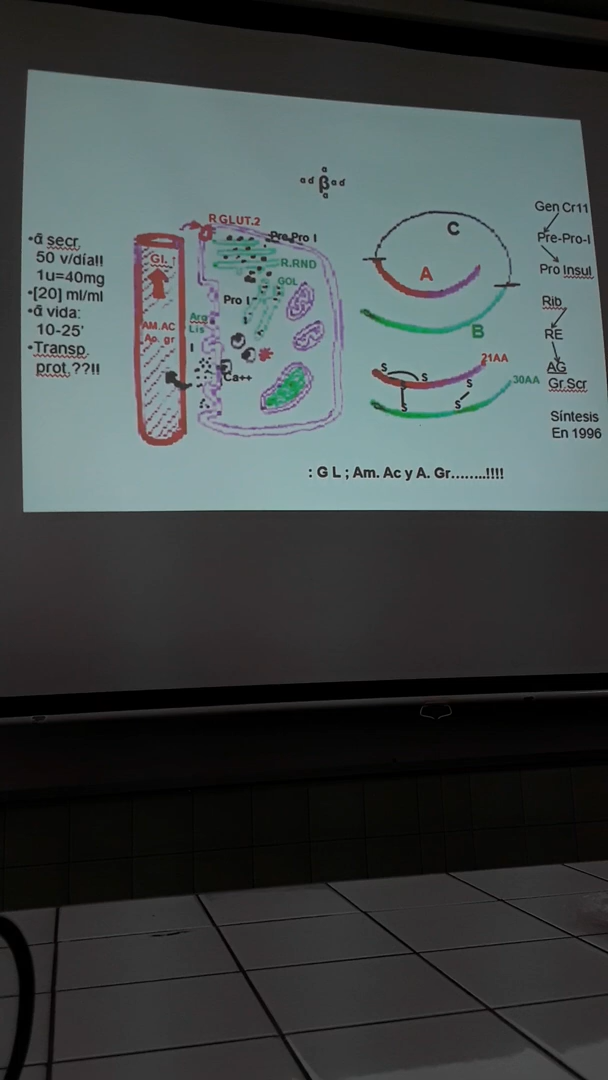 a
a d β a d
a
•ā secr.
50 v/día!!
1u=40mg
•[20] ml/ml
•ā vida:
10-25'
•Transp.
prot.??!!
R GLUT.2
Gl.
AM.AC
Ac. gr
Pre Pro I
R.RND
GOL
Pro I
Arg
Lis
I
Ca++
C
A
B
S S
S S
S
21AA
30AA
Gen Cr11
Pre-Pro-I
Pro Insul
Rib
RE
AG
Gr.Scr
Síntesis
En 1996
: G L ; Am. Ac y A. Gr........!!!!